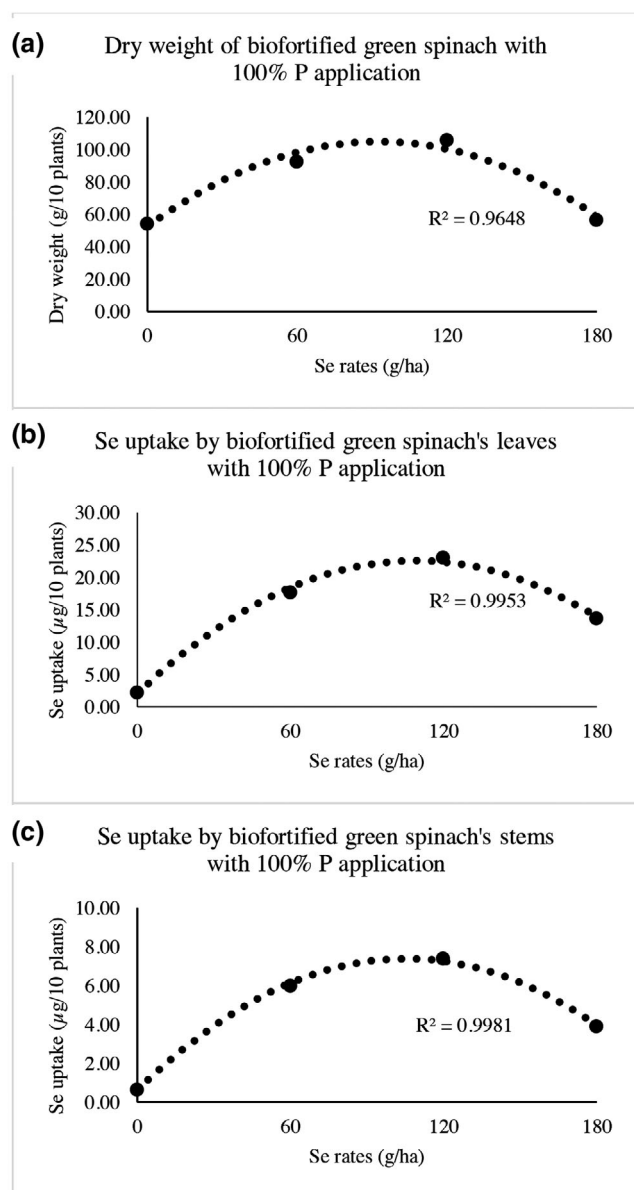 (a)
Dry weight of biofortified green spinach with
100% P application
Dry weight (g/10 plants)
120.00
100.00
80.00
60.00
40.00
20.00
0.00
R² = 0.9648
0 60 120 180
Se rates (g/ha)
(b)
Se uptake by biofortified green spinach's leaves
with 100% P application
Se uptake (µg/10 plants)
30.00
25.00
20.00
15.00
10.00
5.00
0.00
R² = 0.9953
0 60 120 180
Se rates (g/ha)
(c)
Se uptake by biofortified green spinach's stems
with 100% P application
Se uptake (µg/10 plants)
10.00
8.00
6.00
4.00
2.00
0.00
R² = 0.9981
0 60 120 180
Se rates (g/ha)